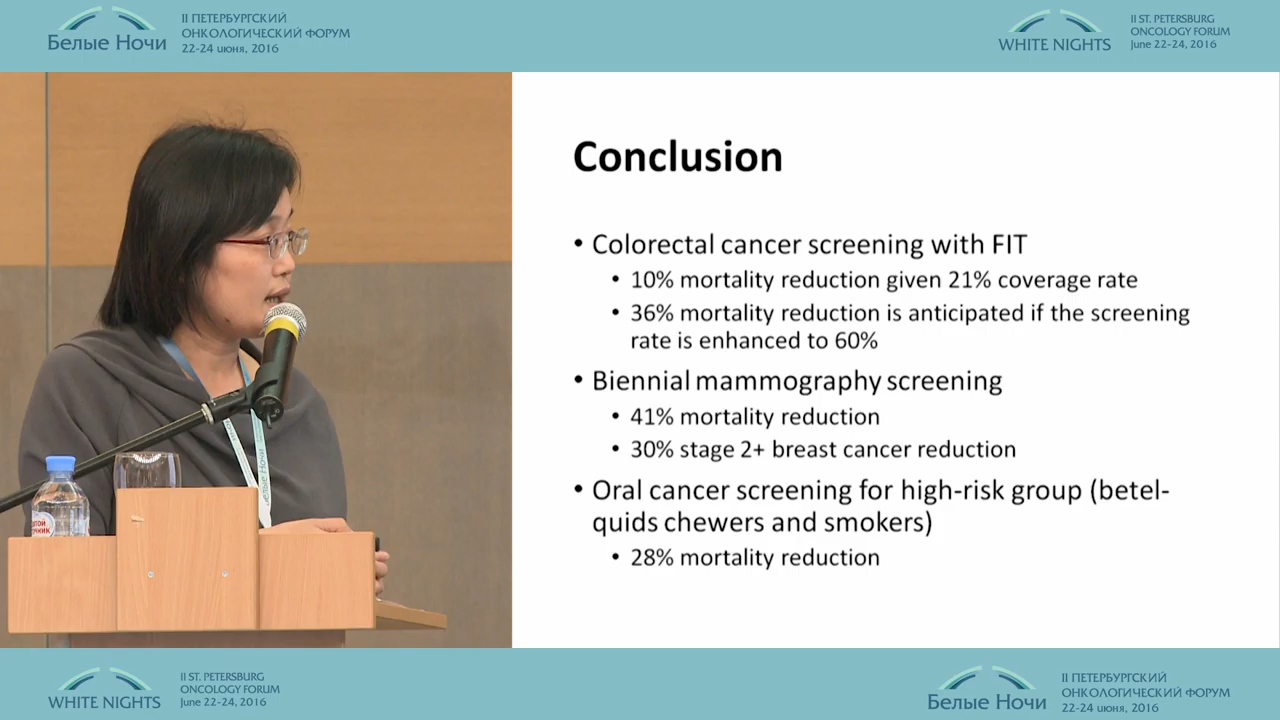 Белые Ночи
II ПЕТЕРБУРГСКИЙ
ОНКОЛОГИЧЕСКИЙ ФОРУМ
22-24 июня, 2016
WHITE NIGHTS
II ST. PETERSBURG
ONCOLOGY FORUM
June 22-24, 2016
Conclusion
• Colorectal cancer screening with FIT
• 10% mortality reduction given 21% coverage rate
• 36% mortality reduction is anticipated if the screening
rate is enhanced to 60%
• Biennial mammography screening
• 41% mortality reduction
• 30% stage 2+ breast cancer reduction
• Oral cancer screening for high-risk group (betel-
quids chewers and smokers)
• 28% mortality reduction
Белые Ночи
WHITE NIGHTS
II ST. PETERSBURG
ONCOLOGY FORUM
June 22-24, 2016
Белые Ночи
II ПЕТЕРБУРГСКИЙ
ОНКОЛОГИЧЕСКИЙ ФОРУМ
22-24 июня, 2016